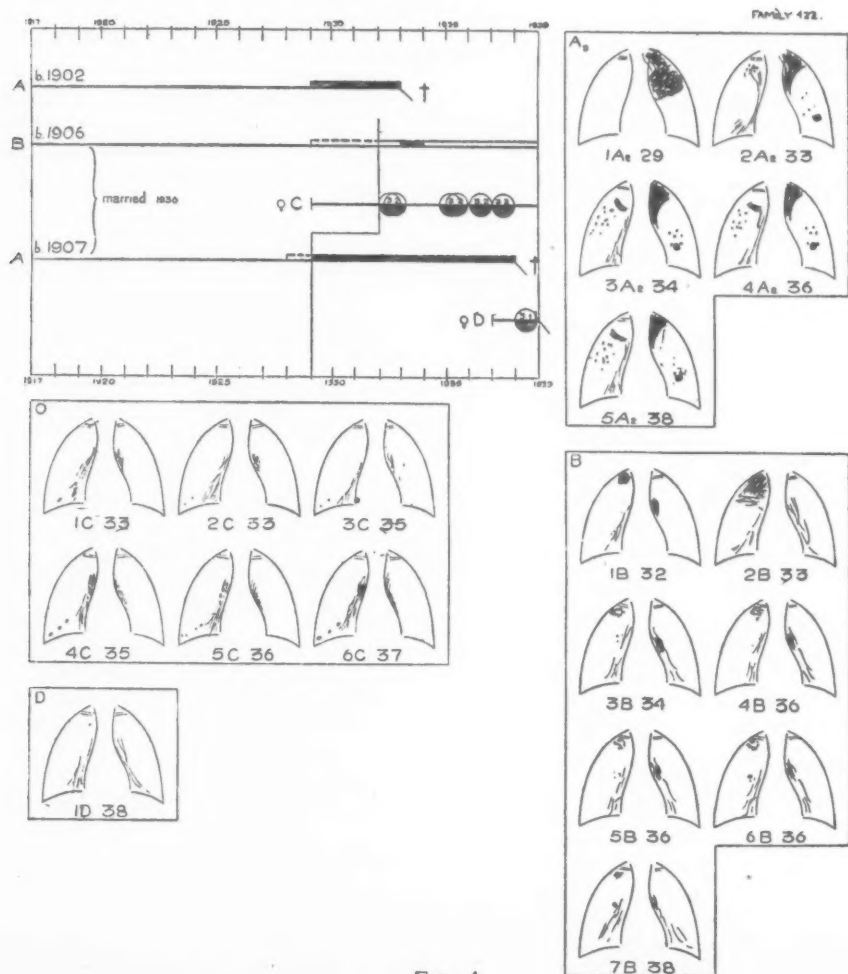 FAMILY 422.
1917 1920 1925 1930 1939
A b.1902 †
B b.1906
married 1936
♀ C
A b.1907 †
♀ D
1917 1920 1925 1930 1939
1A₂ 29 2A₂ 33
3A₂ 34 4A₂ 36
5A₂ 38
1C 33 2C 33 3C 35
4C 35 5C 36 6C 37
D
1D 38
B
1B 32 2B 33
3B 34 4B 36
5B 36 6B 36
7B 38